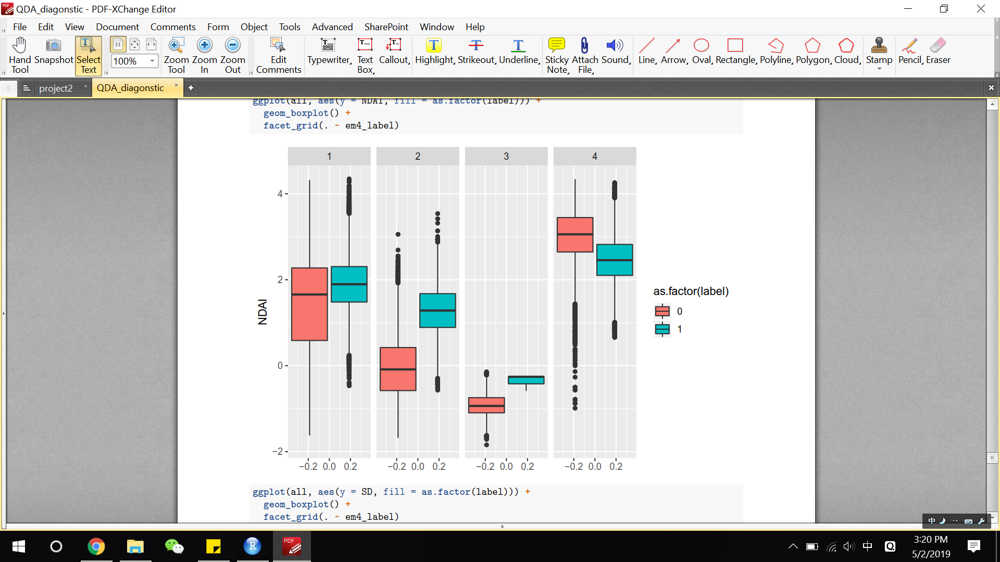 QDA_diagonstic - PDF-XChange Editor
File Edit View Document Comments Form Object Tools Advanced SharePoint Window Help
Hand Tool Snapshot Select Text 1:1 100% Zoom Tool Zoom In Zoom Out Edit Comments Typewriter Text Box Callout Highlight Strikeout Underline Sticky Note Attach File Sound Line Arrow Oval Rectangle Polyline Polygon Cloud Stamp Pencil Eraser
project2 QDA_diagonstic
ggplot(all, aes(y = NDAI, fill = as.factor(label))) +
geom_boxplot() +
facet_grid(. ~ em4_label)
1 2 3 4
4
2
0
−2
NDAI
−0.2 0.0 0.2 −0.2 0.0 0.2 −0.2 0.0 0.2 −0.2 0.0 0.2
as.factor(label)
0
1
ggplot(all, aes(y = SD, fill = as.factor(label))) +
geom_boxplot() +
facet_grid(. ~ em4_label)
中
R
PDF
中
3:20 PM
5/2/2019